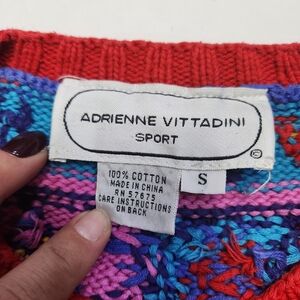 ADRIENNE VITTADINI
SPORT
©
S
100% COTTON
MADE IN CHINA
RN 57675
CARE INSTRUCTIONS
ON BACK